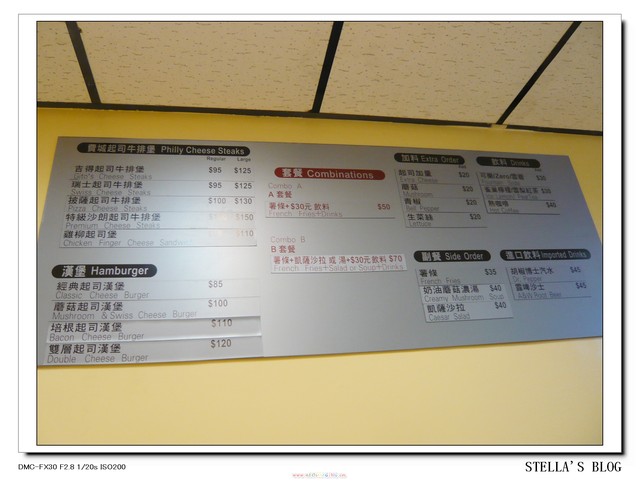 費城起司牛排堡 Philly Cheese Steaks
Regular Large
吉得起司牛排堡 $95 $125
Gito's Cheese Steaks
瑞士起司牛排堡 $95 $125
Swiss Cheese Steaks
披薩起司牛排堡 $100 $130
Pizza Cheese Steaks
特級沙朗起司牛排堡 $150
Premium Cheese Steaks
雞柳起司堡 $110
Chicken Finger Cheese Sandwich
漢堡 Hamburger
經典起司漢堡 $85
Classic Cheese Burger
蘑菇起司漢堡 $100
Mushroom & Swiss Cheese Burger
培根起司漢堡 $110
Bacon Cheese Burger
雙層起司漢堡 $120
Double Cheese Burger
套餐 Combinations
Combo A
A 套餐
薯條+$30元 飲料 $50
French Fries+Drinks
Combo B
B 套餐
薯條+凱薩沙拉 或 湯+$30元飲料 $70
French Fries+Salad or Soup+Drinks
加料 Extra Order
起司加量 $20
Extra Cheese
蘑菇 $20
Mushroom
青椒 $20
Bell Pepper
生菜絲 $20
Lettuce
飲料 Drinks
$30
$30
熱咖啡 $40
Hot Coffee
副餐 Side Order
薯條 $35
French Fries
奶油蘑菇濃湯 $40
Creamy Mushroom Soup
凱薩沙拉 $40
Caesar Salad
進口飲料 Imported Drinks
胡椒博士汽水 $45
Dr. Pepper
麥啤沙士 $45
A&W Root Beer
DMC-FX30 F2.8 1/20s ISO200
STELLA'S BLOG